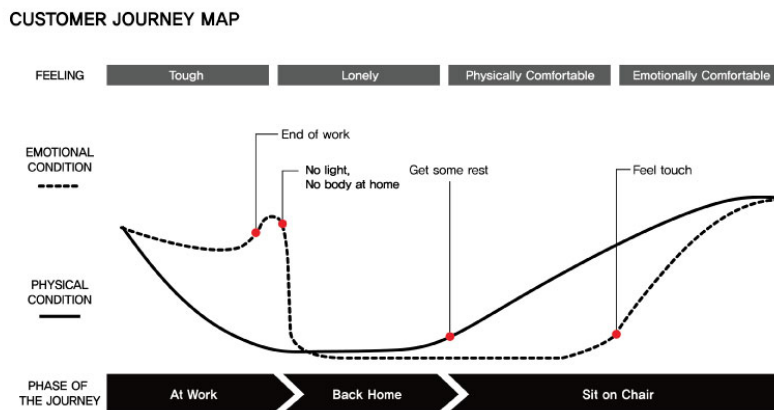 CUSTOMER JOURNEY MAP
FEELING
Tough
Lonely
Physically Comfortable
Emotionally Comfortable
EMOTIONAL
CONDITION
End of work
No light,
No body at home
Get some rest
Feel touch
PHYSICAL
CONDITION
PHASE OF
THE JOURNEY
At Work
Back Home
Sit on Chair